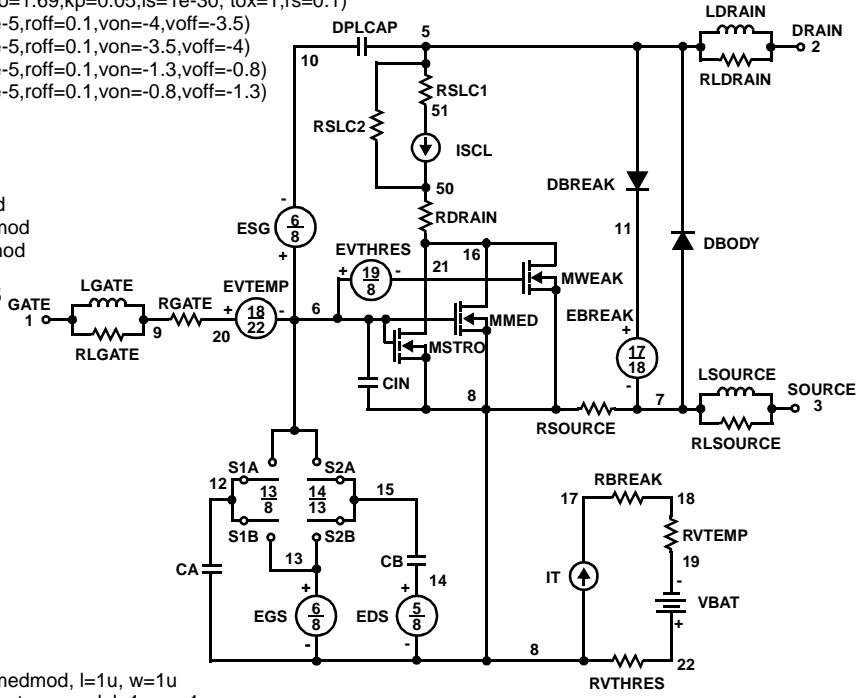 o=1.69,kp=0.05,is=1e-30, tox=1,rs=0.1)
e-5,roff=0.1,von=-4,voff=-3.5)
e-5,roff=0.1,von=-3.5,voff=-4)
e-5,roff=0.1,von=-1.3,voff=-0.8)
e-5,roff=0.1,von=-0.8,voff=-1.3)
LDRAIN
DPLCAP
5
DRAIN
2
10
RLDRAIN
RSLC1
51
RSLC2
ISCL
50
DBREAK
RDRAIN
11
DBODY
-
ESG
6
8
+
EVTHRES
+
19
8
-
21
16
MWEAK
LGATE
GATE
1
RLGATE
9
RGATE
20
EVTEMP
+
18
22
-
6
MMED
MSTRO
EBREAK
+
17
18
-
CIN
8
RSOURCE
7
LSOURCE
SOURCE
3
RLSOURCE
12
S1A
S2A
13
8
14
13
15
S1B
S2B
13
CA
CB
14
+
EGS
6
8
-
+
EDS
5
8
-
17
RBREAK
18
RVTEMP
19
IT
-
VBAT
+
8
22
RVTHRES
medmod, l=1u, w=1u